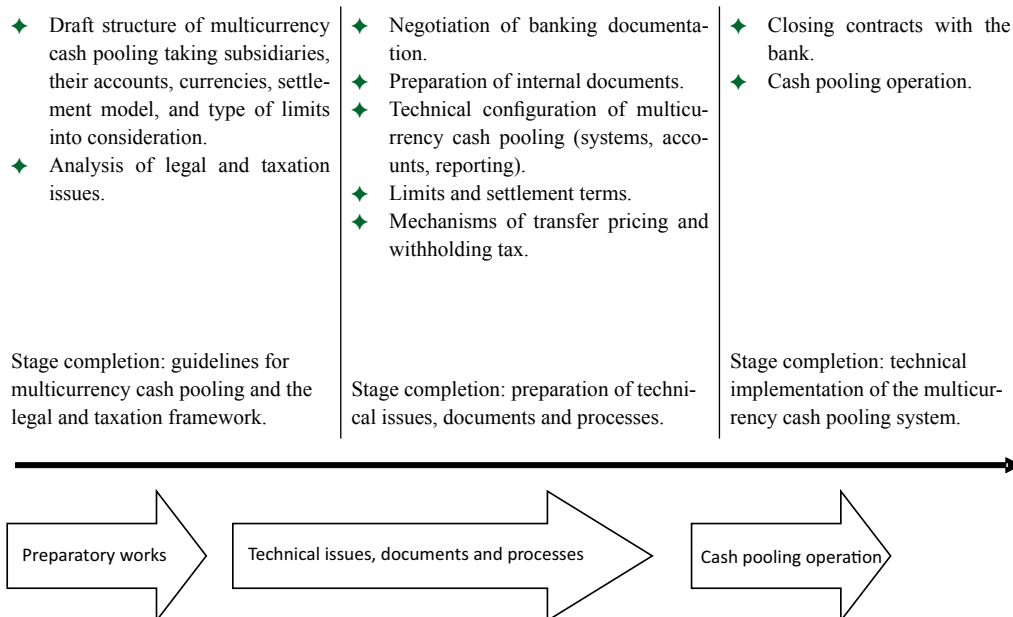 ✦ Draft structure of multicurrency
cash pooling taking subsidiaries,
their accounts, currencies, settle-
ment model, and type of limits
into consideration.
✦ Analysis of legal and taxation
issues.
Stage completion: guidelines for
multicurrency cash pooling and the
legal and taxation framework.
✦ Negotiation of banking documenta-
tion.
✦ Preparation of internal documents.
✦ Technical configuration of multicu-
rrency cash pooling (systems, acco-
unts, reporting).
✦ Limits and settlement terms.
✦ Mechanisms of transfer pricing and
withholding tax.
Stage completion: preparation of techni-
cal issues, documents and processes.
✦ Closing contracts with the
bank.
✦ Cash pooling operation.
Stage completion: technical
implementation of the multicur-
rency cash pooling system.
Preparatory works
Technical issues, documents and processes
Cash pooling operation